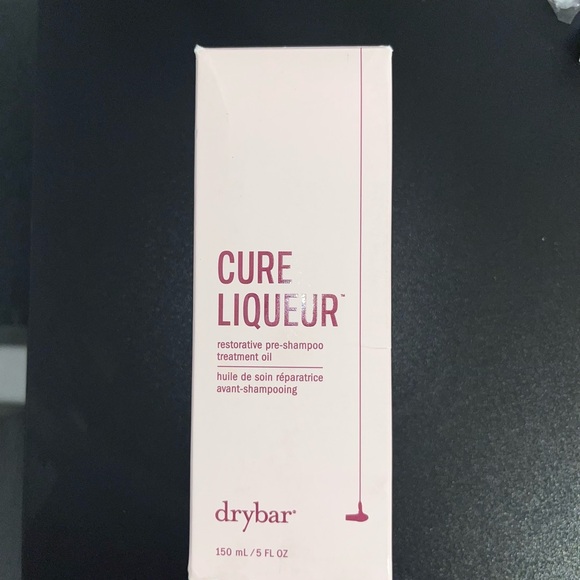 CURE
LIQUEUR™
restorative pre-shampoo
treatment oil
huile de soin réparatrice
avant-shampooing
drybar®
150 mL/5 FL OZ